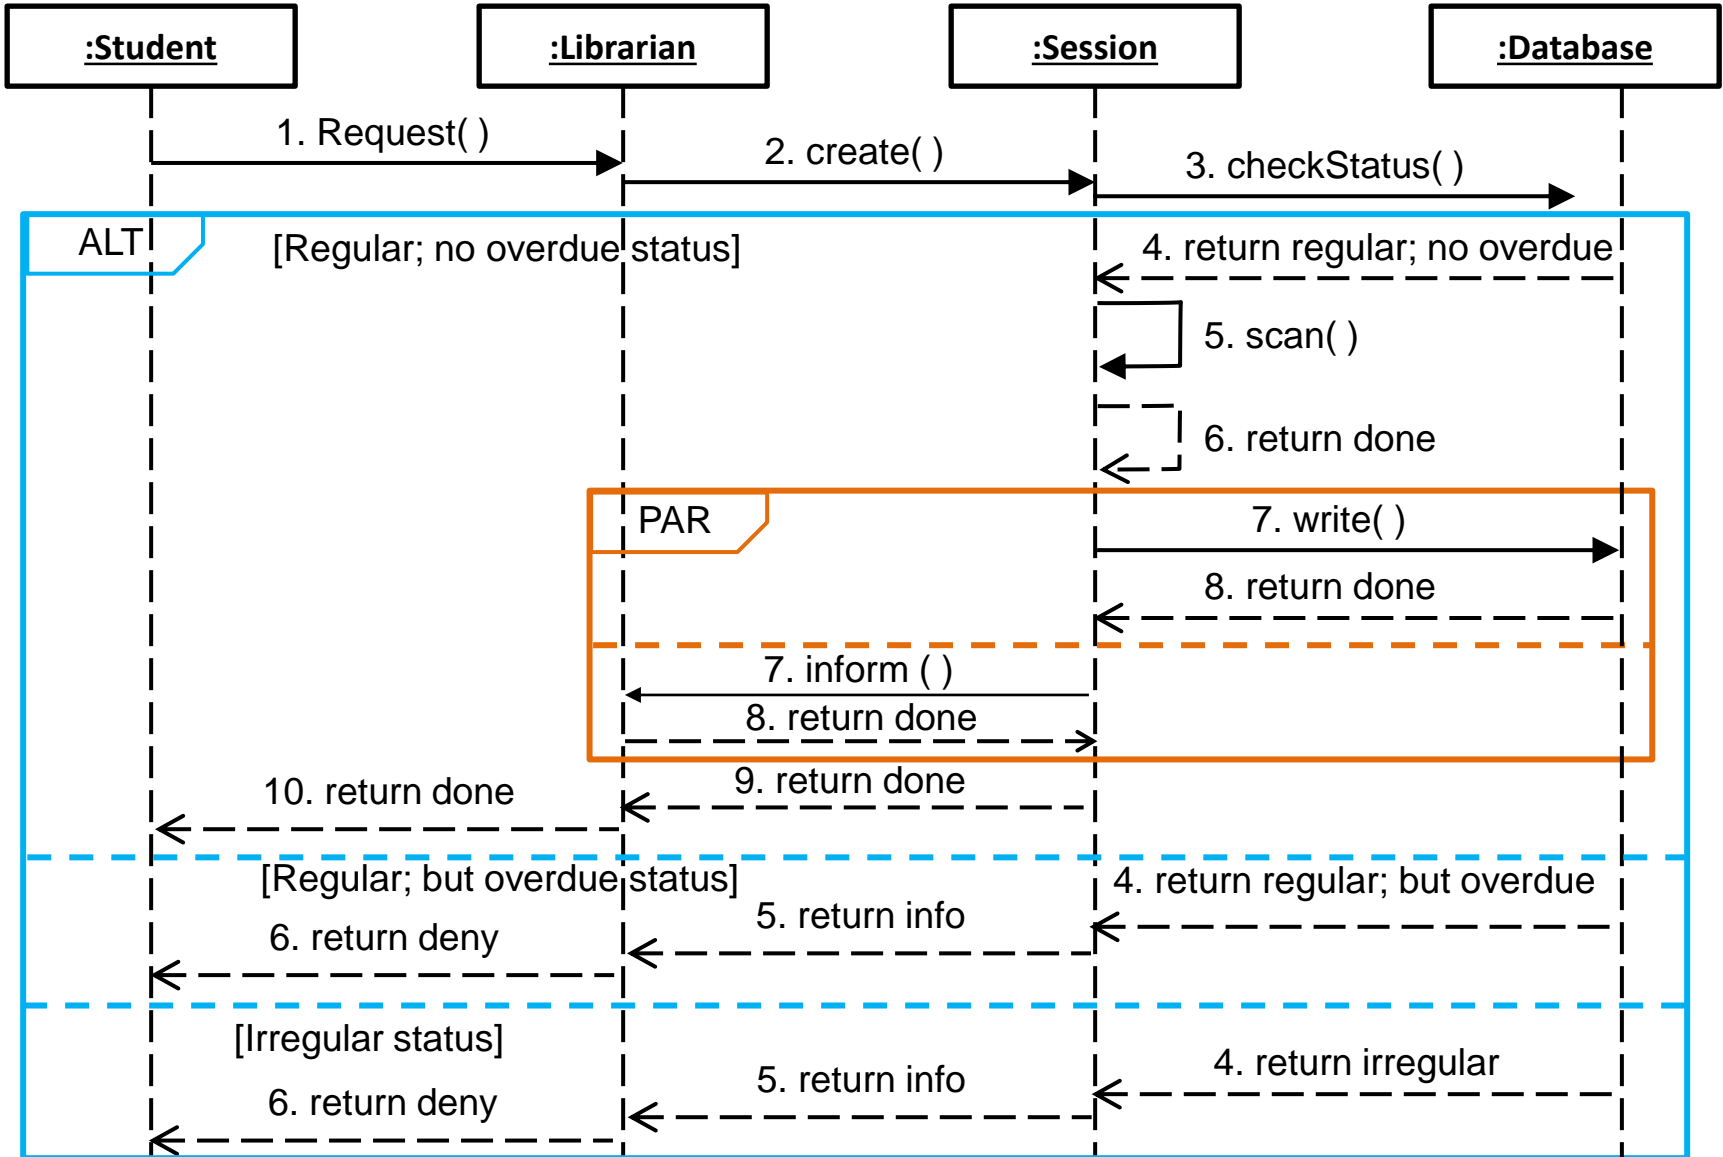 :Student
:Librarian
:Session
:Database
1. Request( )
2. create( )
3. checkStatus( )
ALT
[Regular; no overdue status]
4. return regular; no overdue
5. scan( )
6. return done
PAR
7. write( )
8. return done
7. inform ( )
8. return done
9. return done
10. return done
[Regular; but overdue status]
4. return regular; but overdue
5. return info
6. return deny
[Irregular status]
4. return irregular
5. return info
6. return deny